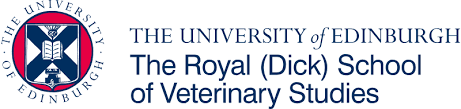 THE UNIVERSITY
OF EDINBURGH
THE UNIVERSITY of EDINBURGH
The Royal (Dick) School
of Veterinary Studies